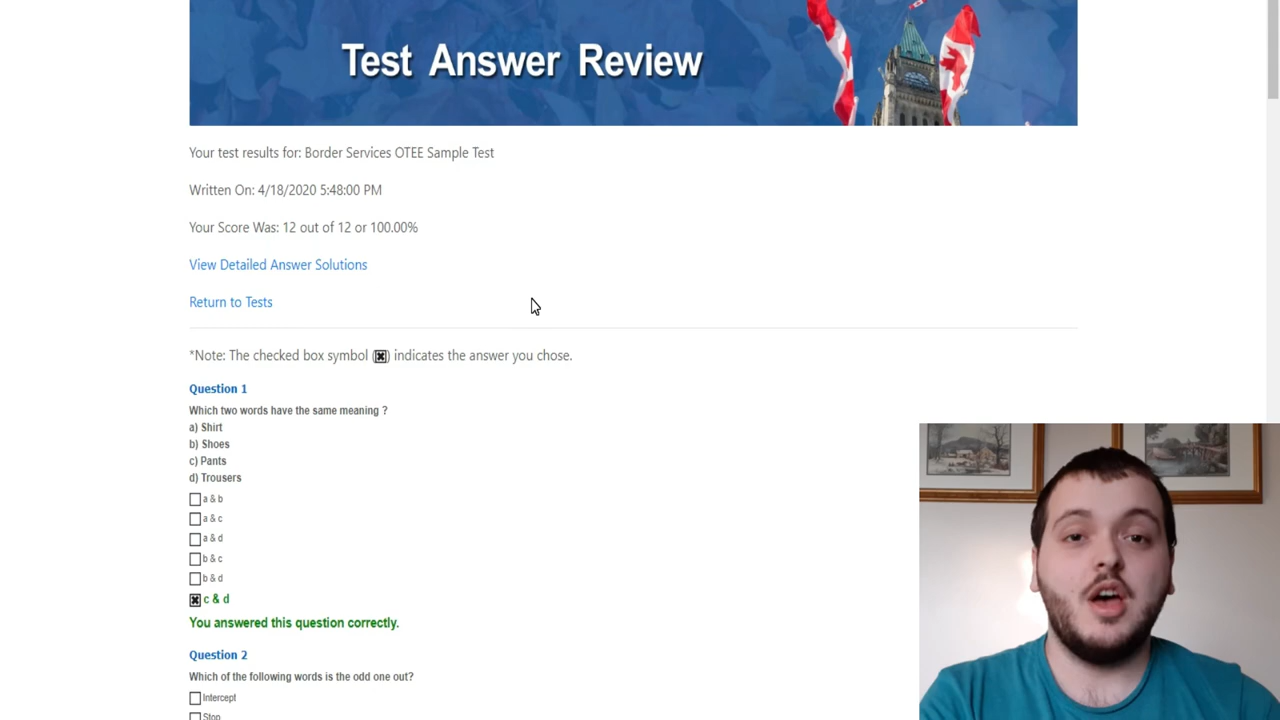 Test Answer Review
Your test results for: Border Services OTEE Sample Test
Written On: 4/18/2020 5:48:00 PM
Your Score Was: 12 out of 12 or 100.00%
View Detailed Answer Solutions
Return to Tests
*Note: The checked box symbol (☒) indicates the answer you chose.
Question 1
Which two words have the same meaning ?
a) Shirt
b) Shoes
c) Pants
d) Trousers
a & b
a & c
a & d
b & c
b & d
c & d
You answered this question correctly.
Question 2
Which of the following words is the odd one out?
Intercept
Stop